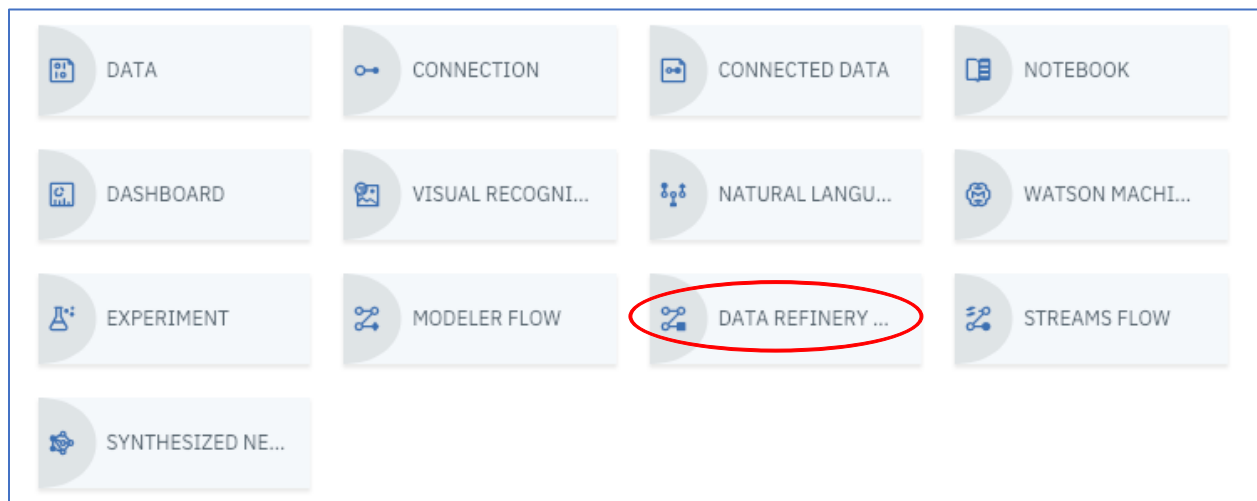 DATA
CONNECTION
CONNECTED DATA
NOTEBOOK
DASHBOARD
VISUAL RECOGNI...
NATURAL LANGU...
WATSON MACHI...
EXPERIMENT
MODELER FLOW
DATA REFINERY ...
STREAMS FLOW
SYNTHESIZED NE...